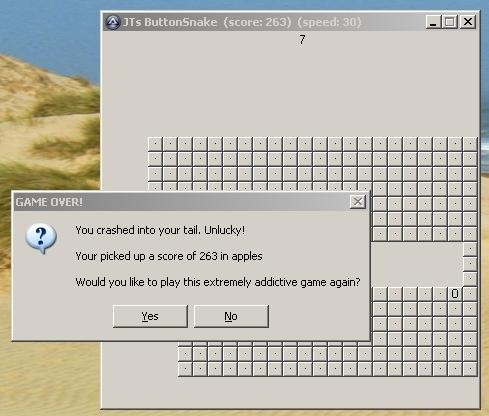 JTs ButtonSnake (score: 263) (speed: 30)
7
GAME OVER!
You crashed into your tail. Unlucky!
Your picked up a score of 263 in apples
Would you like to play this extremely addictive game again?
Yes No
0